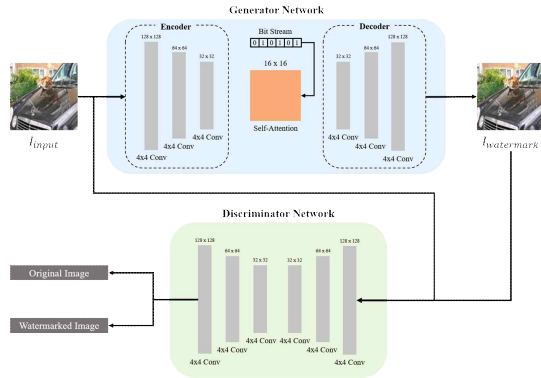 Generator Network
Encoder
Decoder
Bit Stream
0 1 0 1 0 1
128 x 128
64 x 64
32 x 32
16 x 16
32 x 32
64 x 64
128 x 128
Self-Attention
4x4 Conv
4x4 Conv
4x4 Conv
4x4 Conv
4x4 Conv
4x4 Conv
I_input
I_watermark
Discriminator Network
128 x 128
64 x 64
32 x 32
32 x 32
64 x 64
128 x 128
Original Image
Watermarked Image
4x4 Conv
4x4 Conv
4x4 Conv
4x4 Conv
4x4 Conv
4x4 Conv